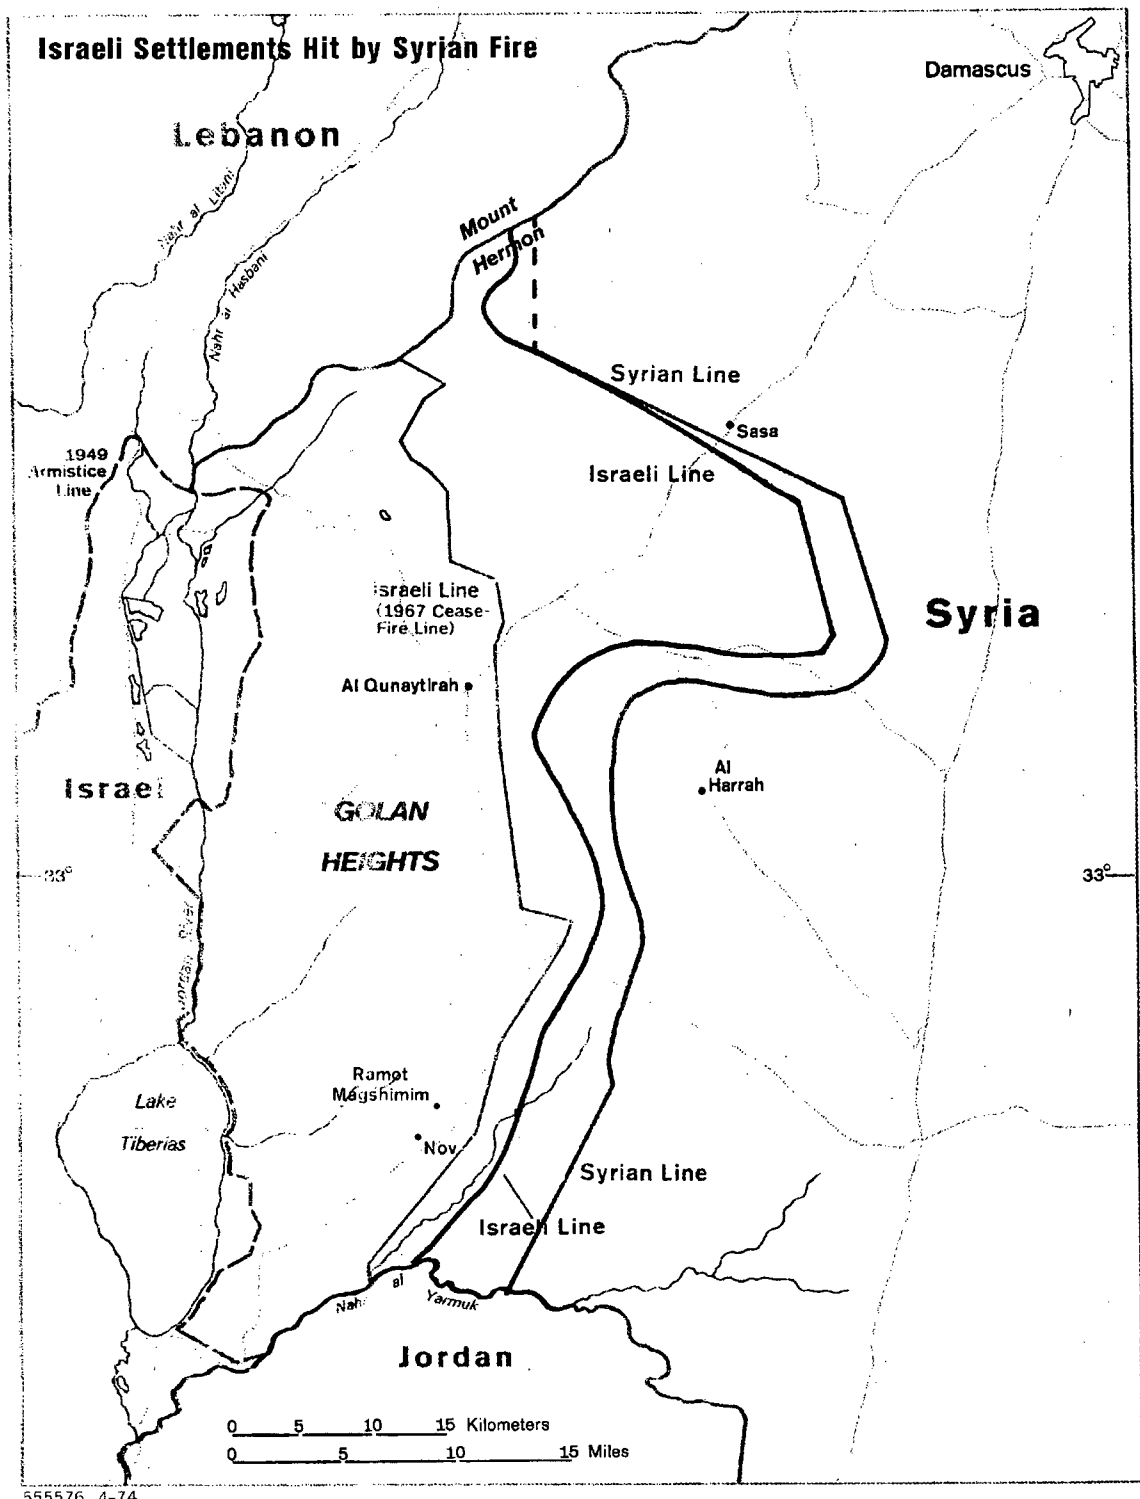 Israeli Settlements Hit by Syrian Fire
Damascus
Lebanon
Nahr al Litani
Mount
Hermon
Nahr al Hasbani
Syrian Line
Sasa
1949
Armistice
Line
Israeli Line
Israeli Line
(1967 Cease-
Fire Line)
Syria
Al Qunaytirah
Al
Harrah
Israel
GOLAN
HEIGHTS
33°
33°
Jordan River
Ramot
Magshimim
Lake
Tiberias
Nov
Syrian Line
Israeli Line
Nahr al Yarmuk
Jordan
0 5 10 15 Kilometers
0 5 10 15 Miles
555576 4-74